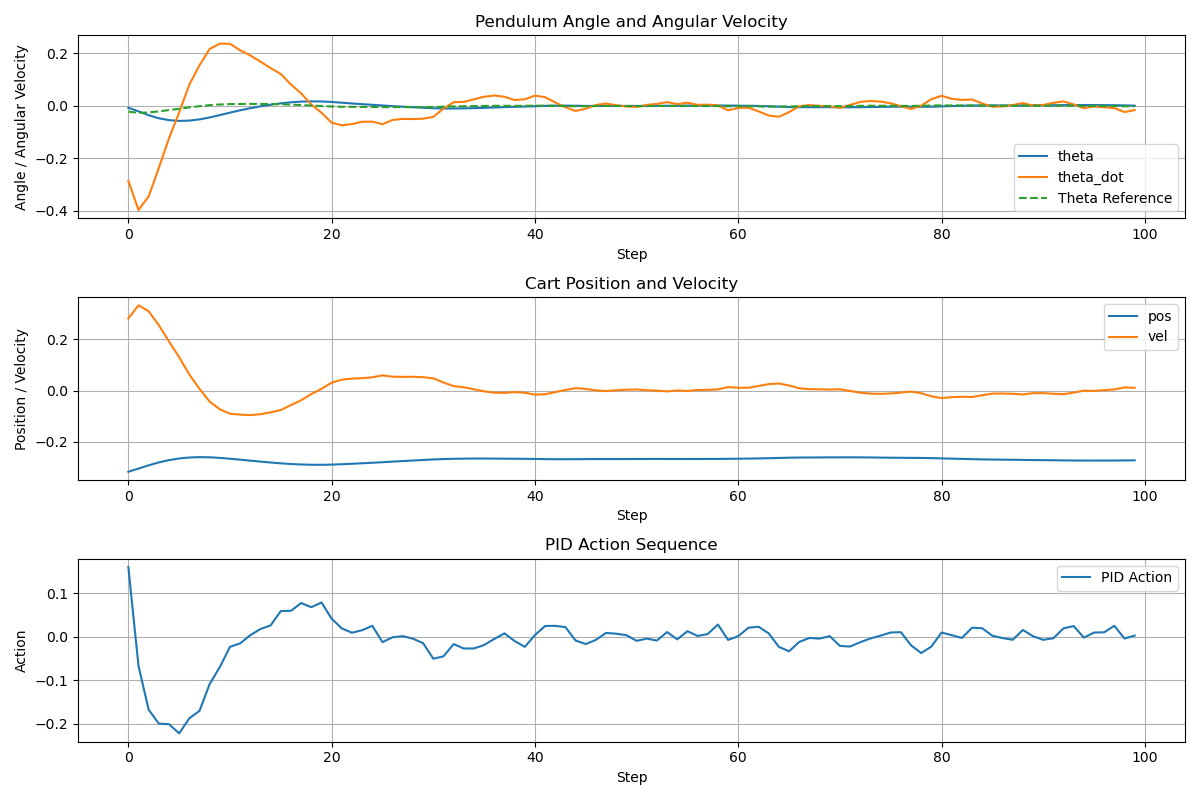 Pendulum Angle and Angular Velocity
Angle / Angular Velocity
0.2
0.0
−0.2
−0.4
theta
theta_dot
Theta Reference
0 20 40 60 80 100
Step
Cart Position and Velocity
Position / Velocity
0.2
0.0
−0.2
pos
vel
0 20 40 60 80 100
Step
PID Action Sequence
Action
0.1
0.0
−0.1
−0.2
PID Action
0 20 40 60 80 100
Step